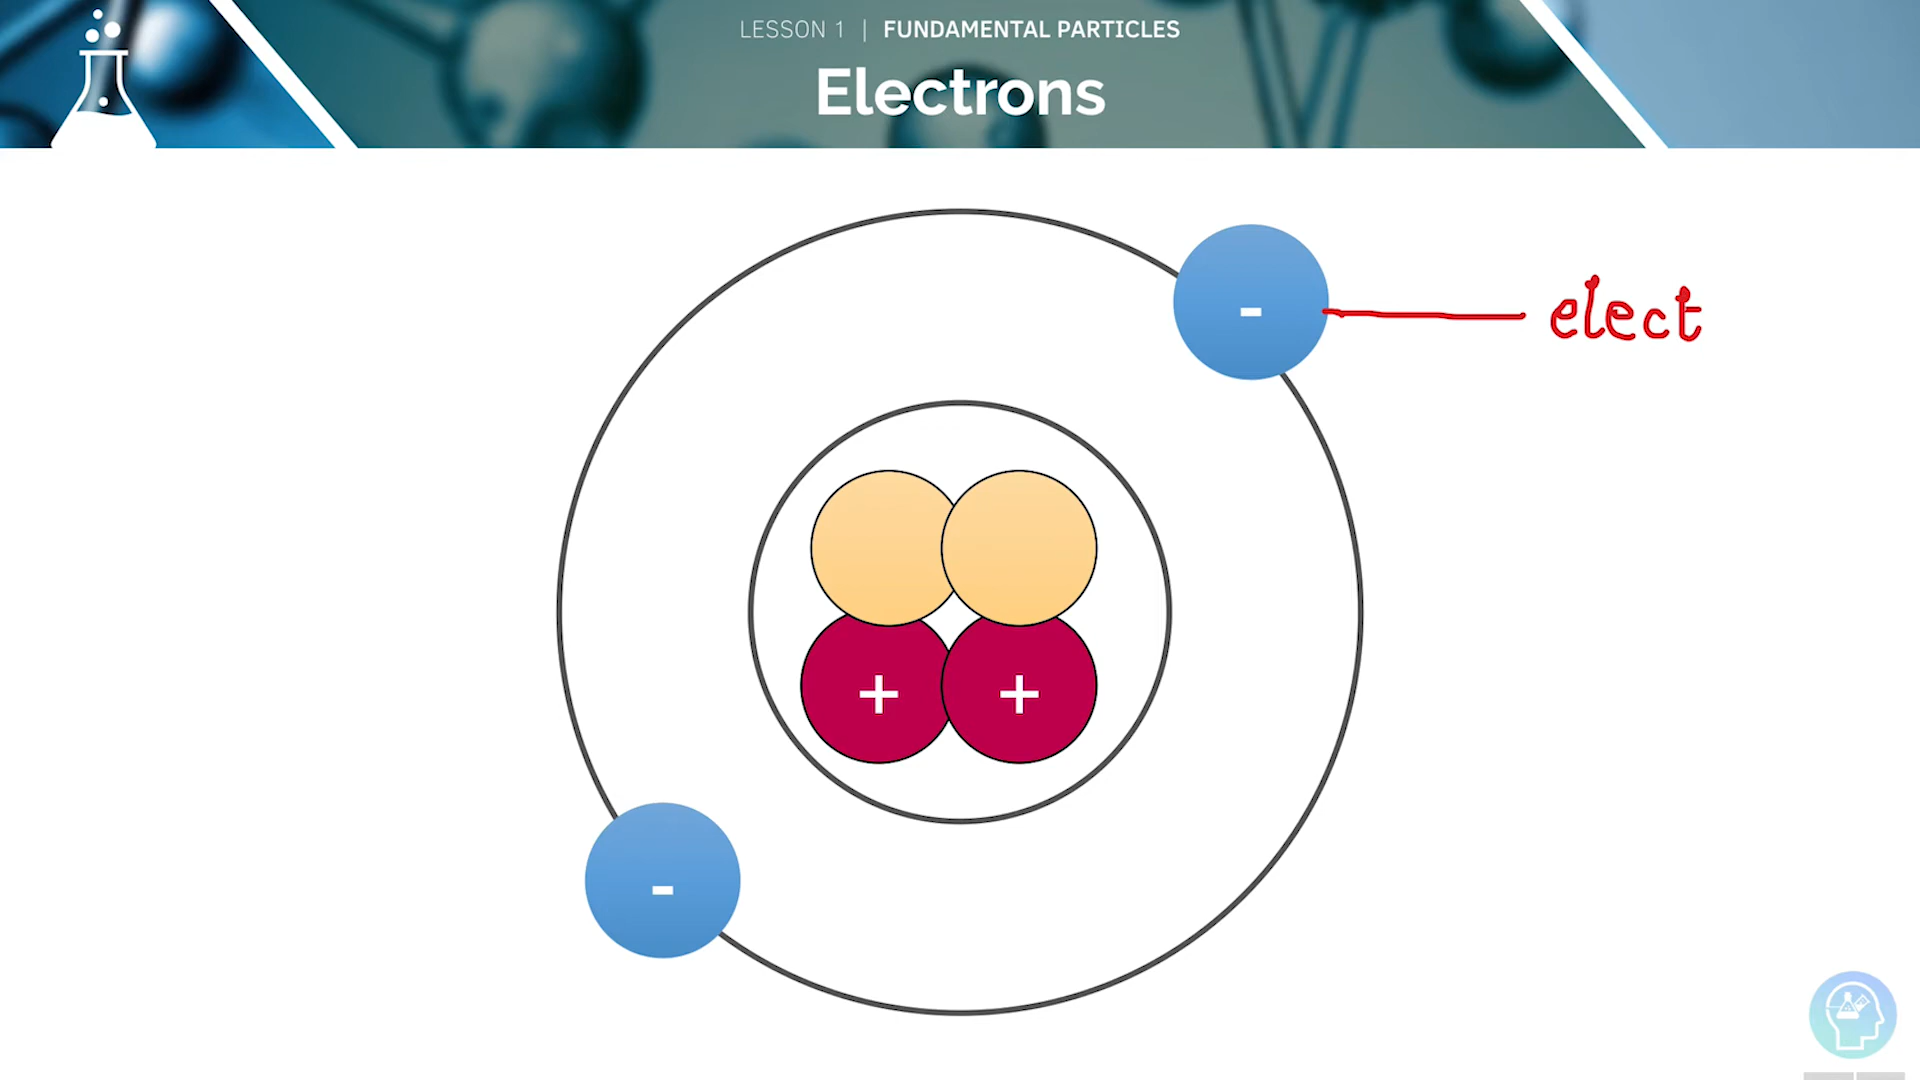 LESSON 1 | FUNDAMENTAL PARTICLES
Electrons
-
elect
+ +
-